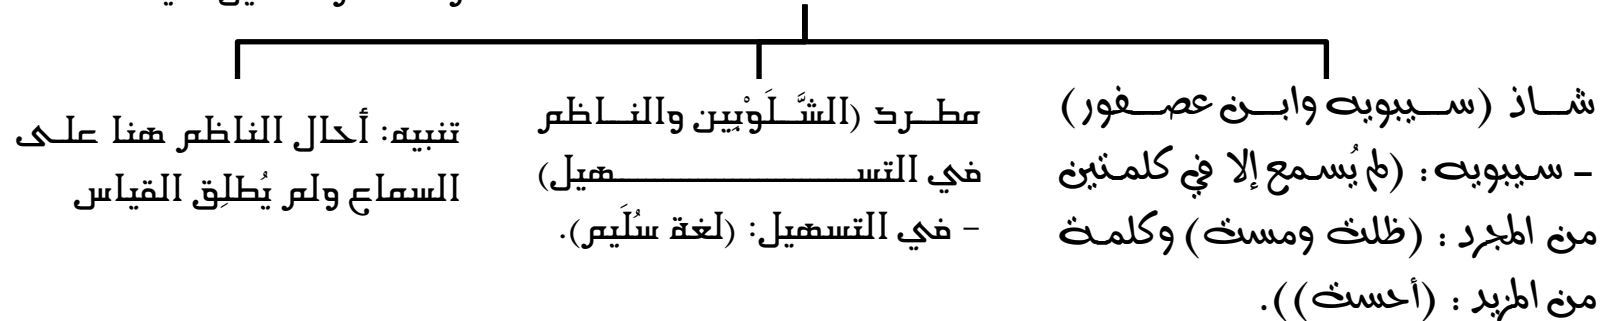 شاذ (سيبويه وابن عصفور)
- سيبويه: (لم يُسمع إلا في كلمتين
من المجرد: (ظلت ومست) وكلمة
من المزيد: (أحست)).
مطرد (الشَّلَوْبِين والناظم
في التسهيل)
- في التسهيل: (لغة سُلَيم).
تنبيه: أحال الناظم هنا على
السماع ولم يُطلِق القياس